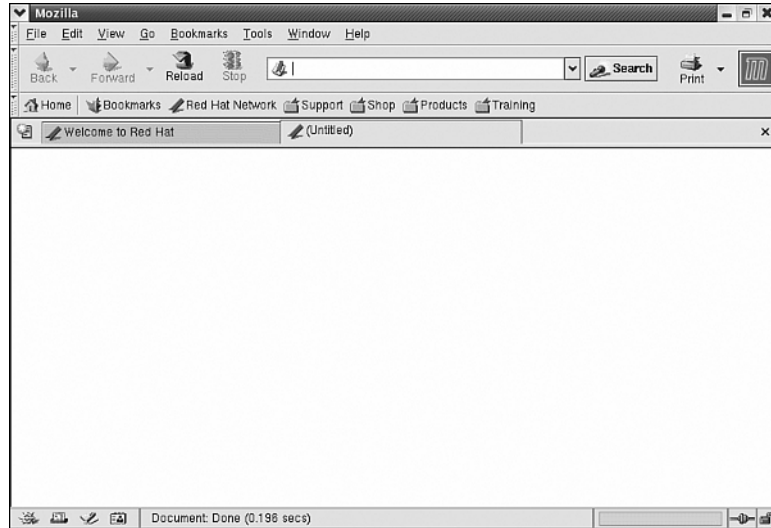 Mozilla
File Edit View Go Bookmarks Tools Window Help
Back Forward Reload Stop Search Print
Home Bookmarks Red Hat Network Support Shop Products Training
Welcome to Red Hat (Untitled)
Document: Done (0.196 secs)